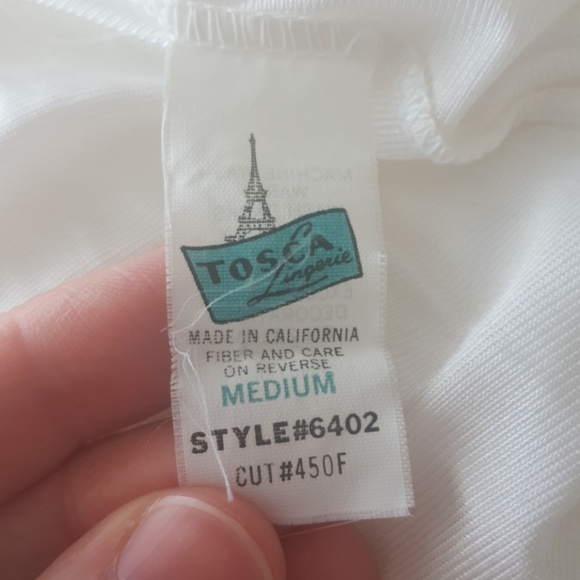 TOSCA
Lingerie
MADE IN CALIFORNIA
FIBER AND CARE
ON REVERSE
MEDIUM
STYLE#6402
CUT#450F